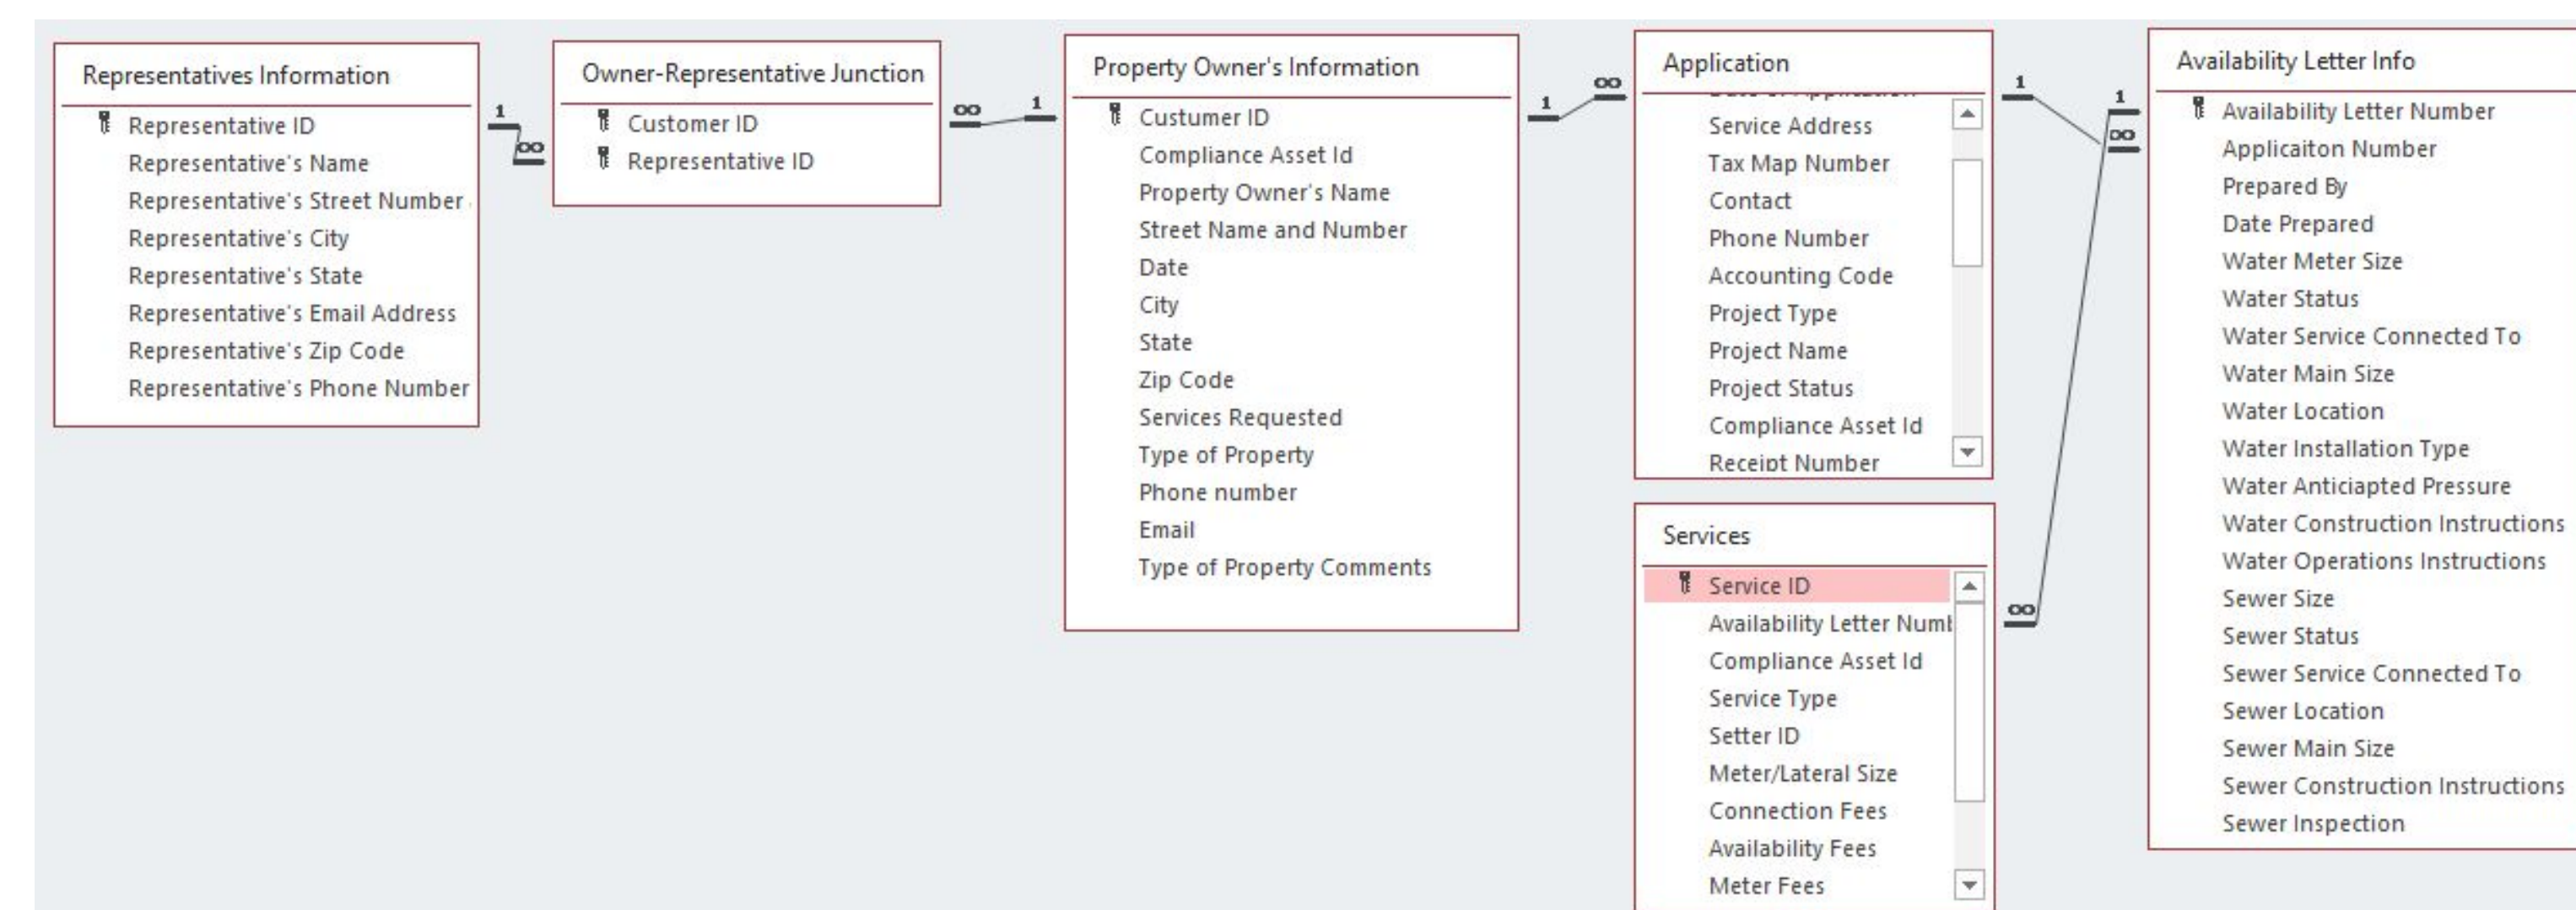 Representatives Information
Representative ID
Representative's Name
Representative's Street Number
Representative's City
Representative's State
Representative's Email Address
Representative's Zip Code
Representative's Phone Number
1
∞
Owner-Representative Junction
Customer ID
Representative ID
∞
1
Property Owner's Information
Custumer ID
Compliance Asset Id
Property Owner's Name
Street Name and Number
Date
City
State
Zip Code
Services Requested
Type of Property
Phone number
Email
Type of Property Comments
1
∞
Application
Service Address
Tax Map Number
Contact
Phone Number
Accounting Code
Project Type
Project Name
Project Status
Compliance Asset Id
Receipt Number
Services
Service ID
Availability Letter Numb
Compliance Asset Id
Service Type
Setter ID
Meter/Lateral Size
Connection Fees
Availability Fees
Meter Fees
1
1
∞
∞
Availability Letter Info
Availability Letter Number
Applicaiton Number
Prepared By
Date Prepared
Water Meter Size
Water Status
Water Service Connected To
Water Main Size
Water Location
Water Installation Type
Water Anticiapted Pressure
Water Construction Instructions
Water Operations Instructions
Sewer Size
Sewer Status
Sewer Service Connected To
Sewer Location
Sewer Main Size
Sewer Construction Instructions
Sewer Inspection